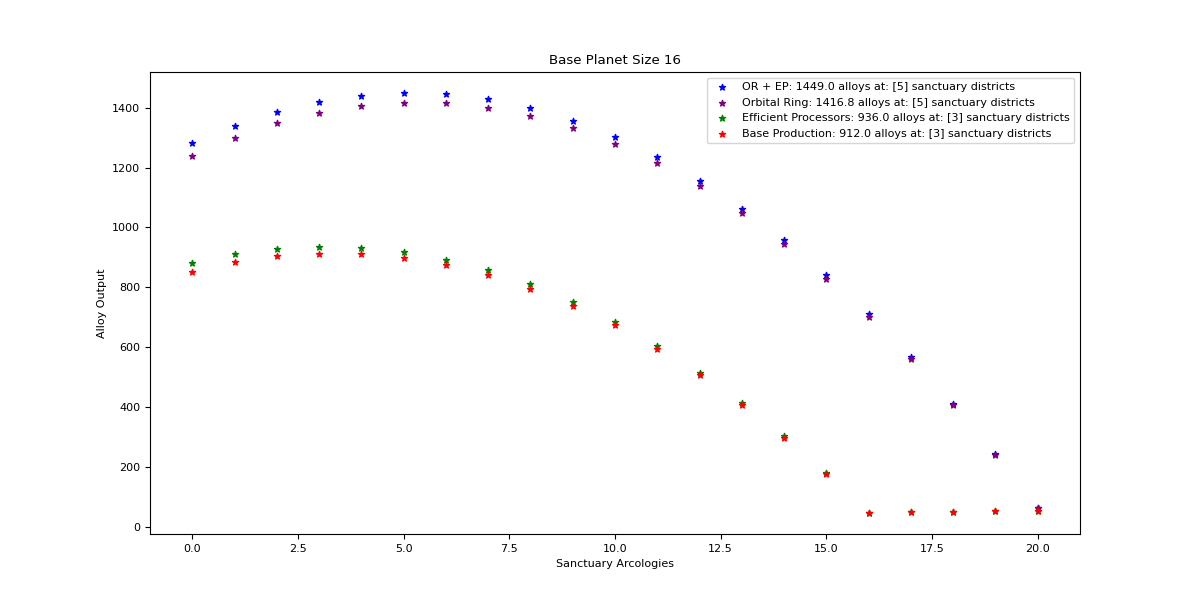 Base Planet Size 16
OR + EP: 1449.0 alloys at: [5] sanctuary districts
Orbital Ring: 1416.8 alloys at: [5] sanctuary districts
Efficient Processors: 936.0 alloys at: [3] sanctuary districts
Base Production: 912.0 alloys at: [3] sanctuary districts
Alloy Output
1400
1200
1000
800
600
400
200
0
0.0 2.5 5.0 7.5 10.0 12.5 15.0 17.5 20.0
Sanctuary Arcologies